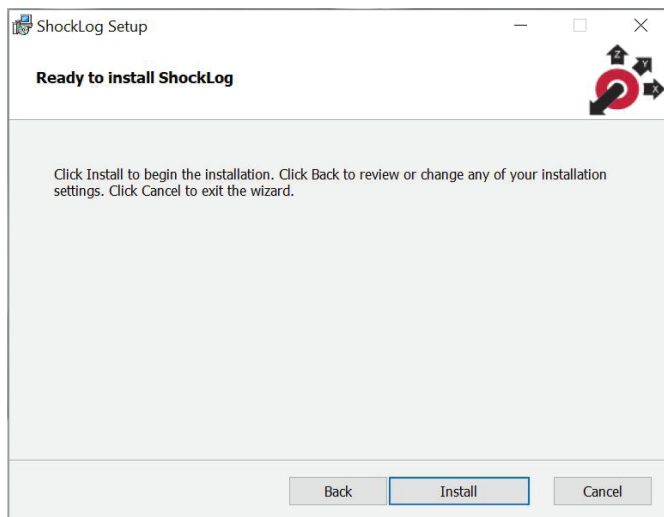 ShockLog Setup
Ready to install ShockLog
Z
Y
X
Click Install to begin the installation. Click Back to review or change any of your installation
settings. Click Cancel to exit the wizard.
Back
Install
Cancel